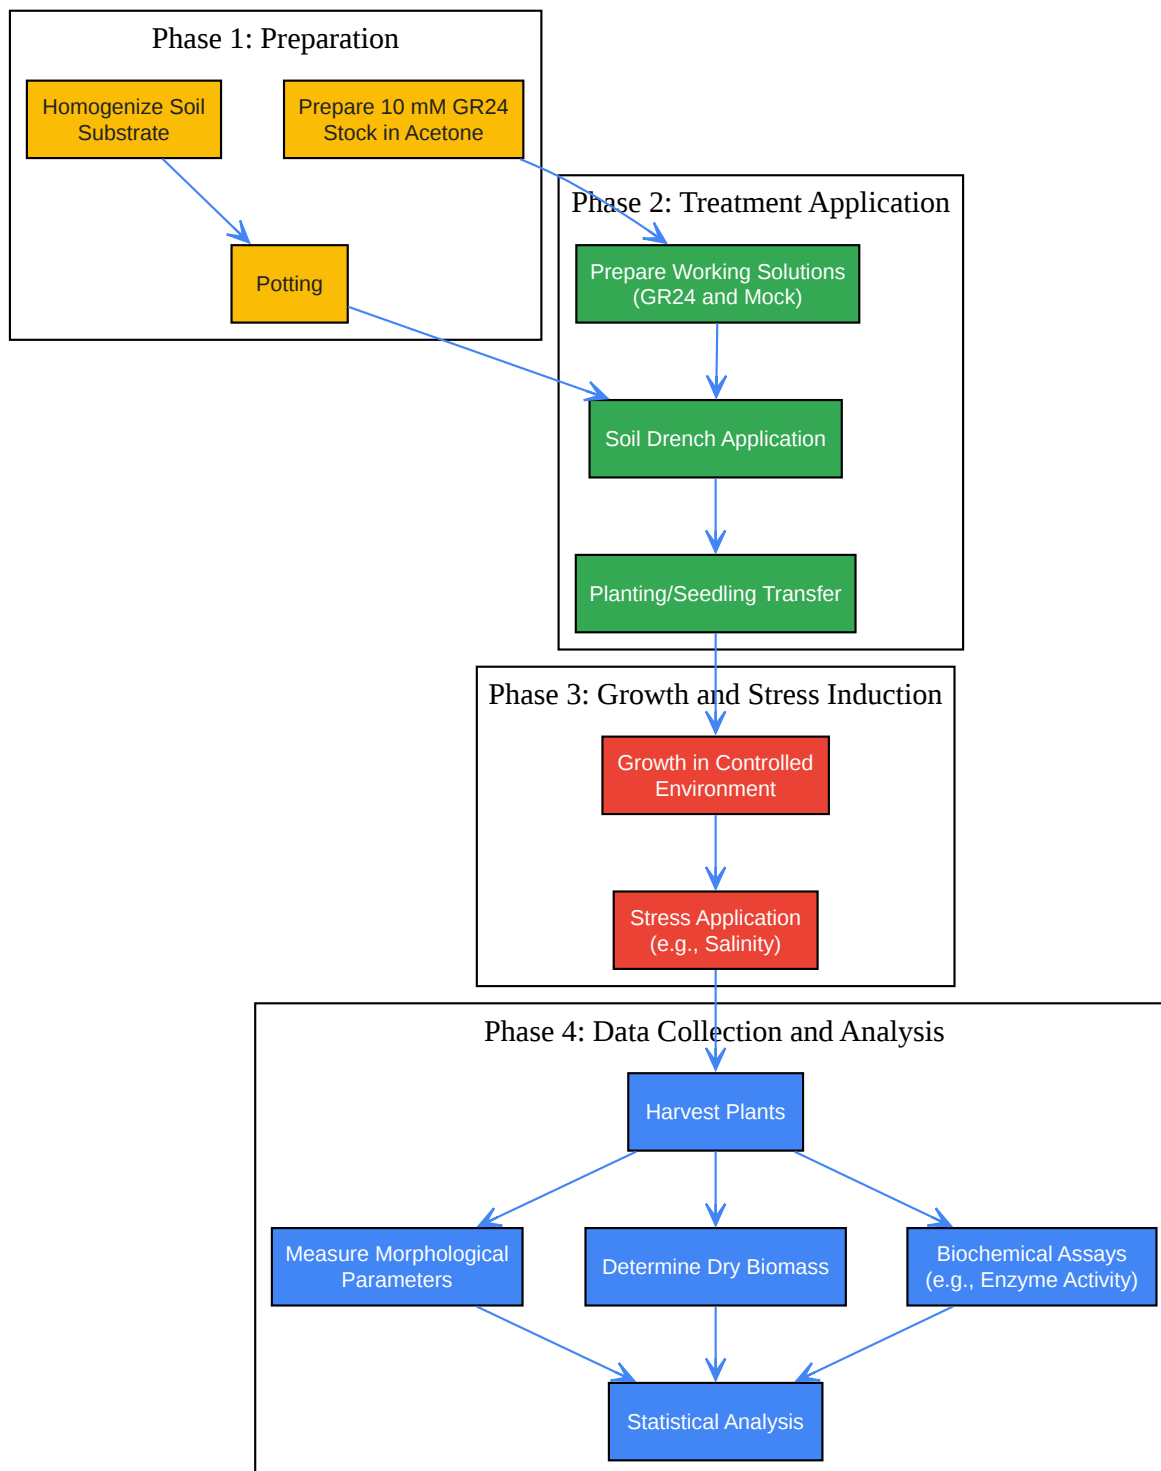 Phase 1: Preparation
Homogenize Soil
Substrate
Prepare 10 mM GR24
Stock in Acetone
Potting
Phase 2: Treatment Application
Prepare Working Solutions
(GR24 and Mock)
Soil Drench Application
Planting/Seedling Transfer
Phase 3: Growth and Stress Induction
Growth in Controlled
Environment
Stress Application
(e.g., Salinity)
Phase 4: Data Collection and Analysis
Harvest Plants
Measure Morphological
Parameters
Determine Dry Biomass
Biochemical Assays
(e.g., Enzyme Activity)
Statistical Analysis